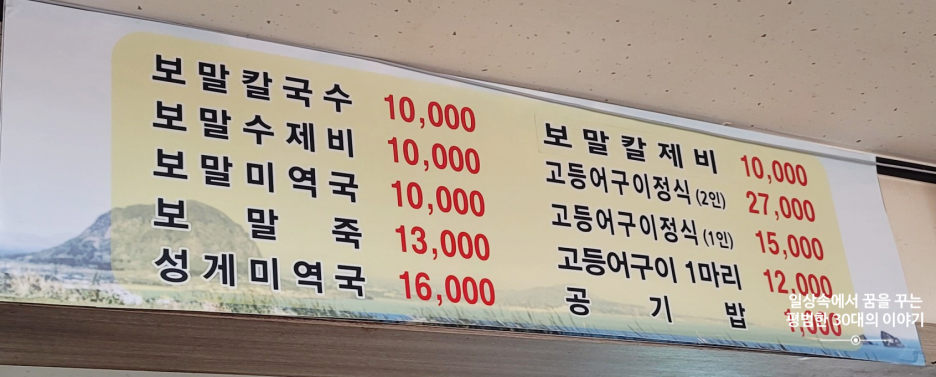 보말칼국수 10,000
보말수제비 10,000
보말미역국 10,000
보말죽 13,000
성게미역국 16,000
보말칼제비 10,000
고등어구이정식(2인) 27,000
고등어구이정식(1인) 15,000
고등어구이 1마리 12,000
공기밥 1,000
일상속에서 꿈을 꾸는
평범한 30대의 이야기